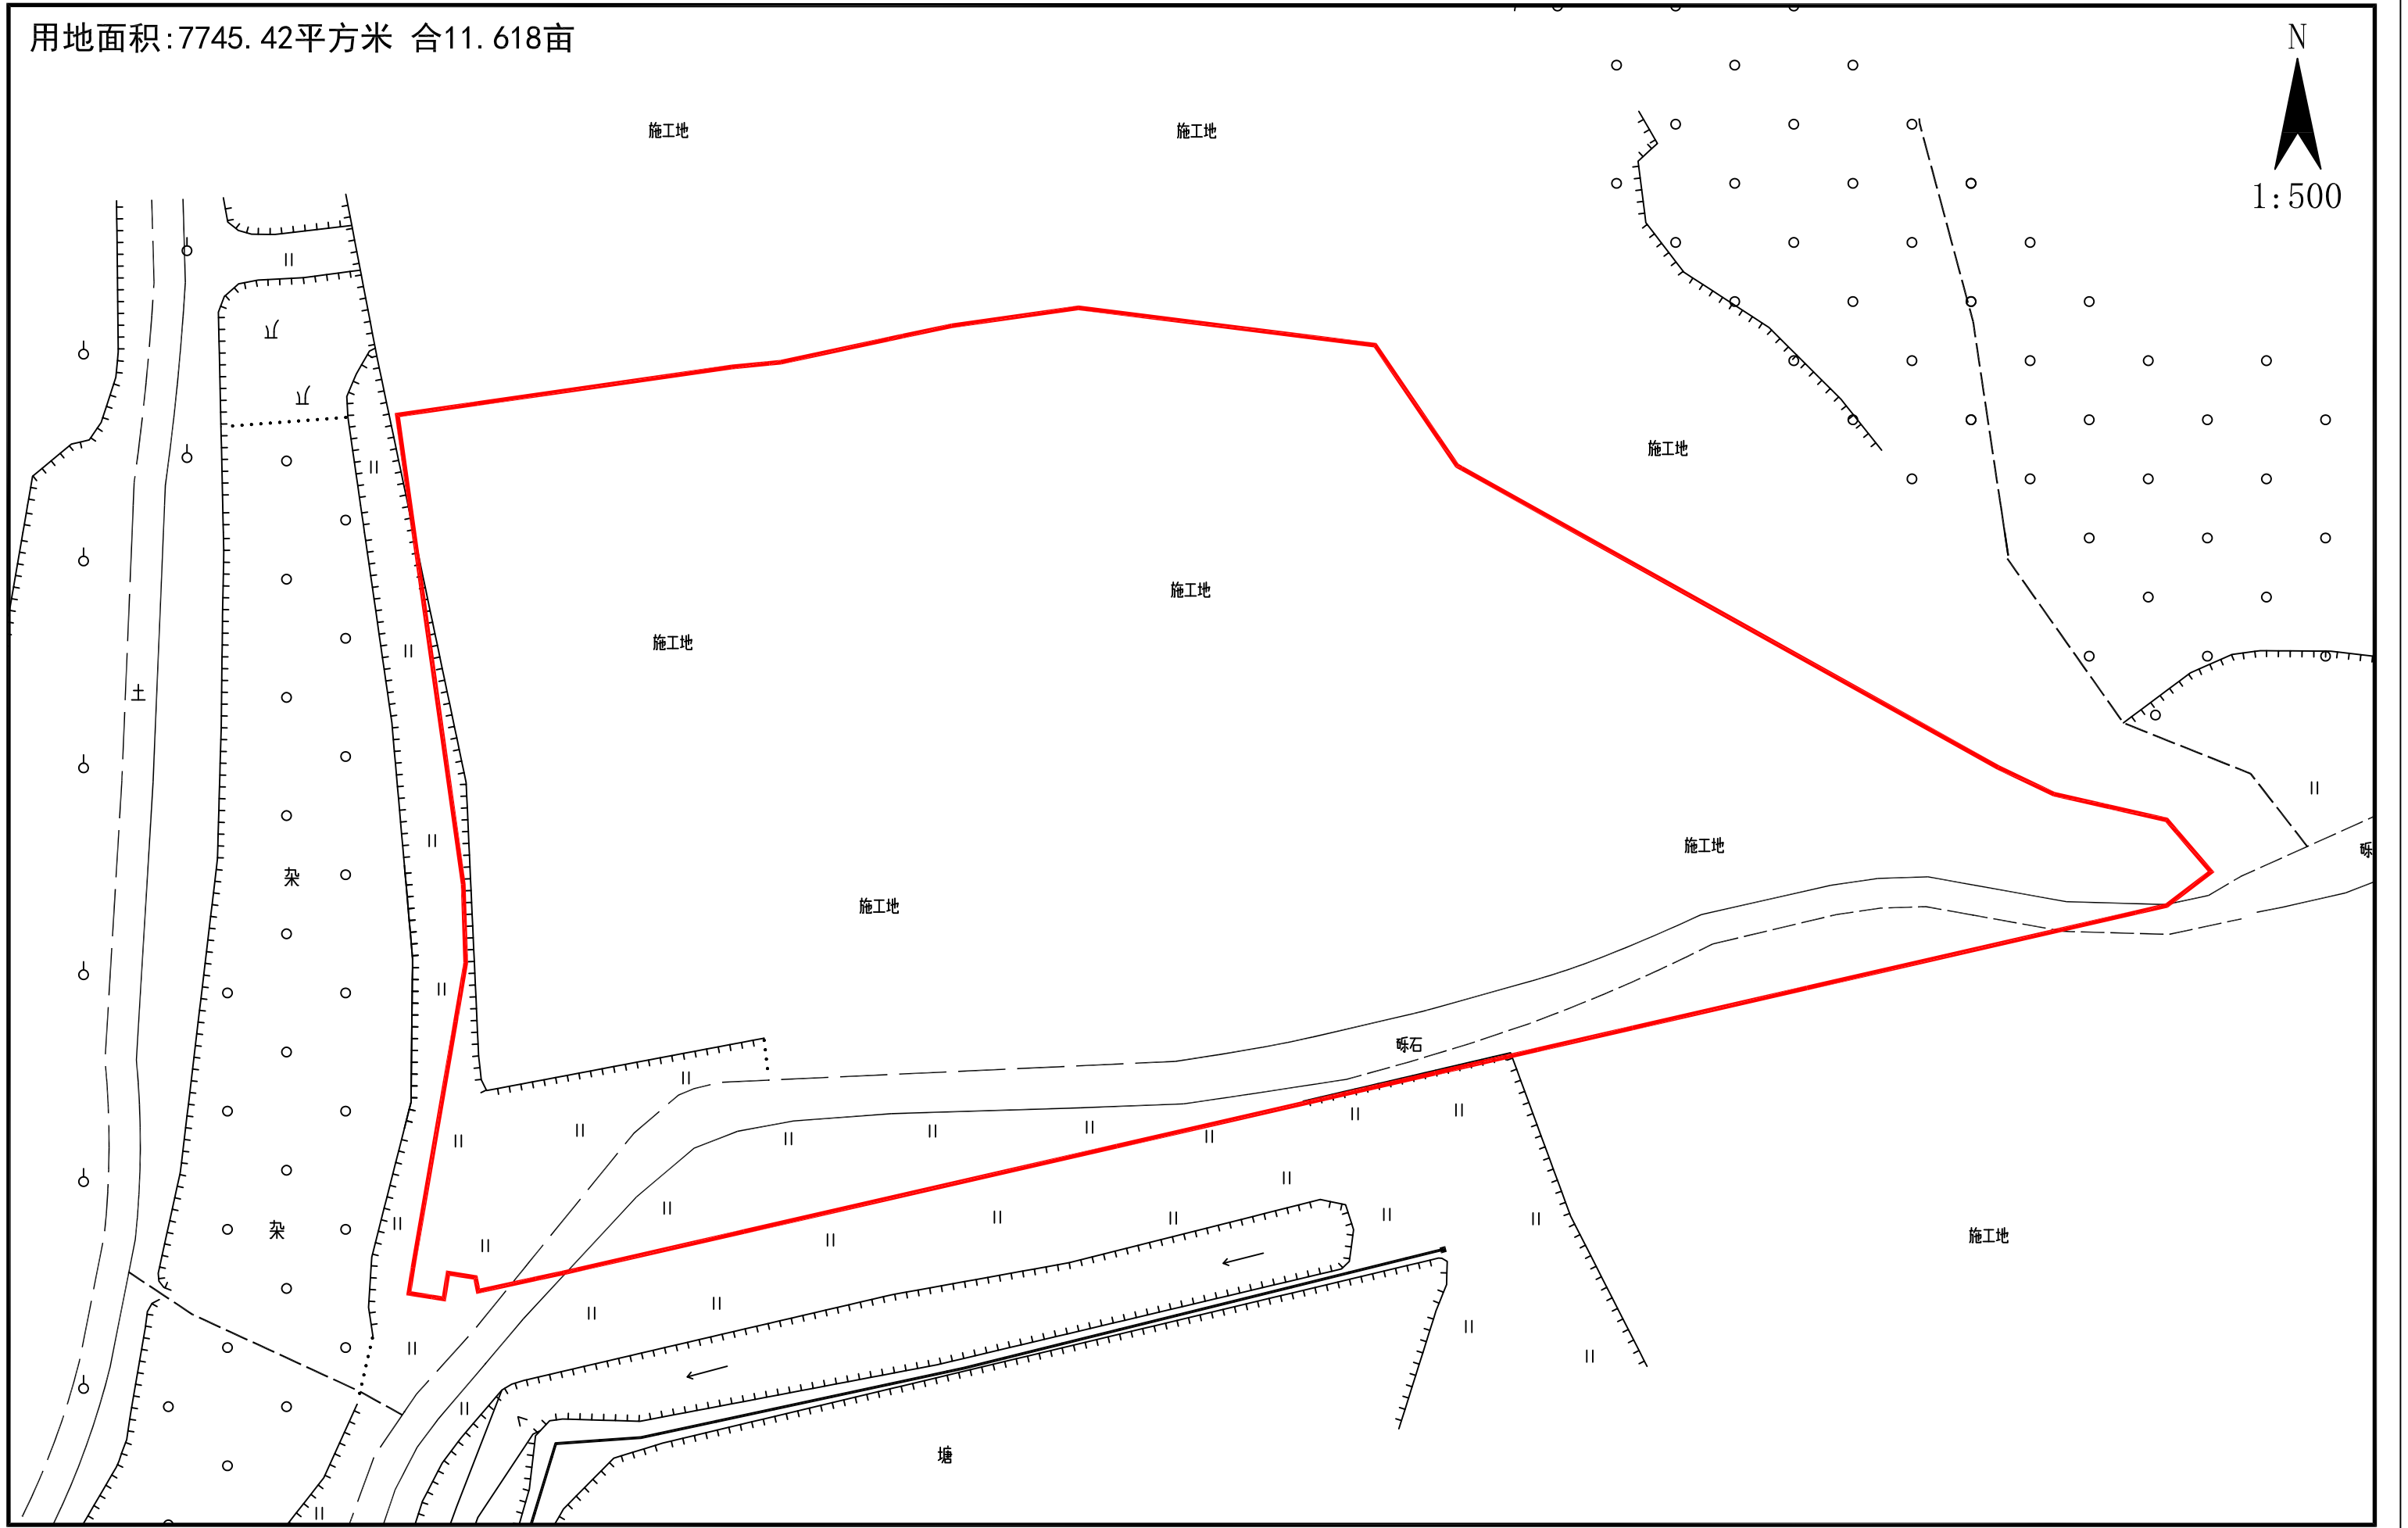 用地面积:7745.42平方米 合11.618亩
N
1:500
施工地
施工地
施工地
施工地
施工地
土
施工地
砾
杂
施工地
砾石
杂
施工地
塘